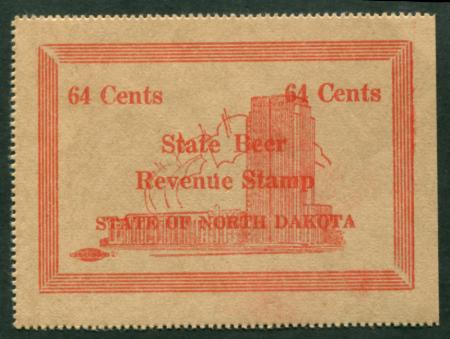 64 Cents 64 Cents
State Beer
Revenue Stamp
STATE OF NORTH DAKOTA